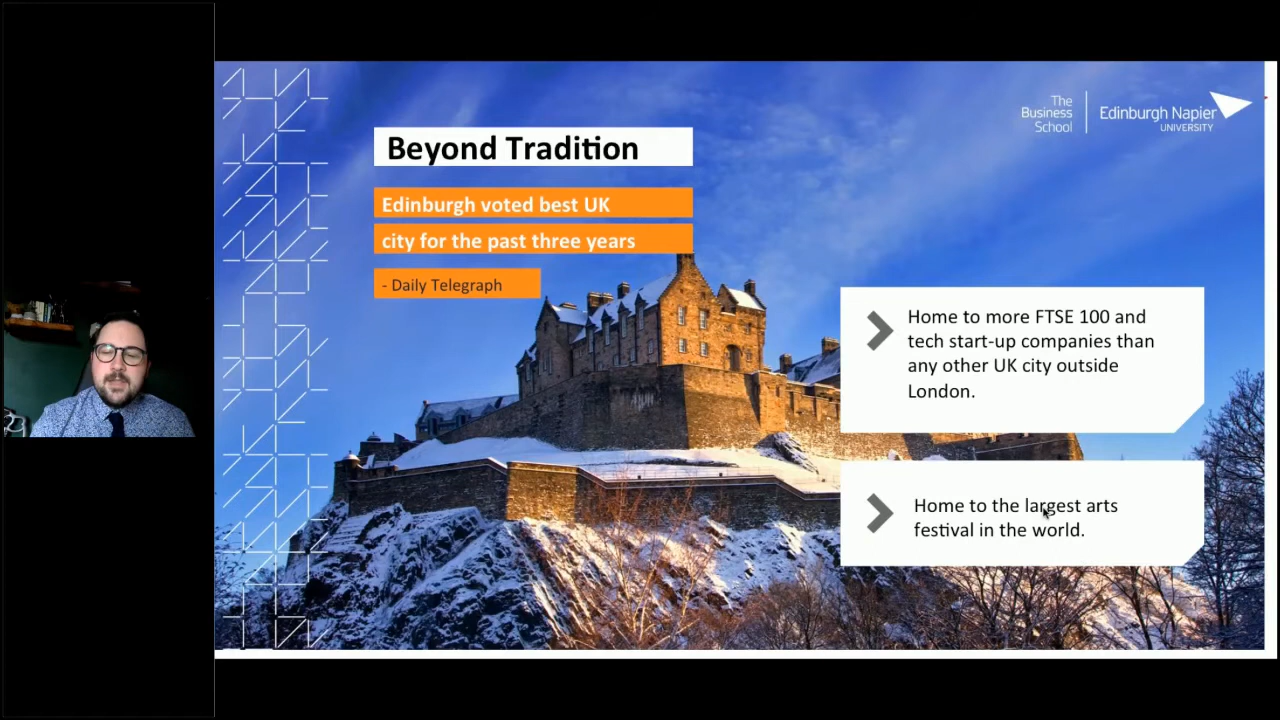 The
Business
School
Edinburgh Napier
UNIVERSITY
Beyond Tradition
Edinburgh voted best UK
city for the past three years
- Daily Telegraph
Home to more FTSE 100 and
tech start-up companies than
any other UK city outside
London.
Home to the largest arts
festival in the world.